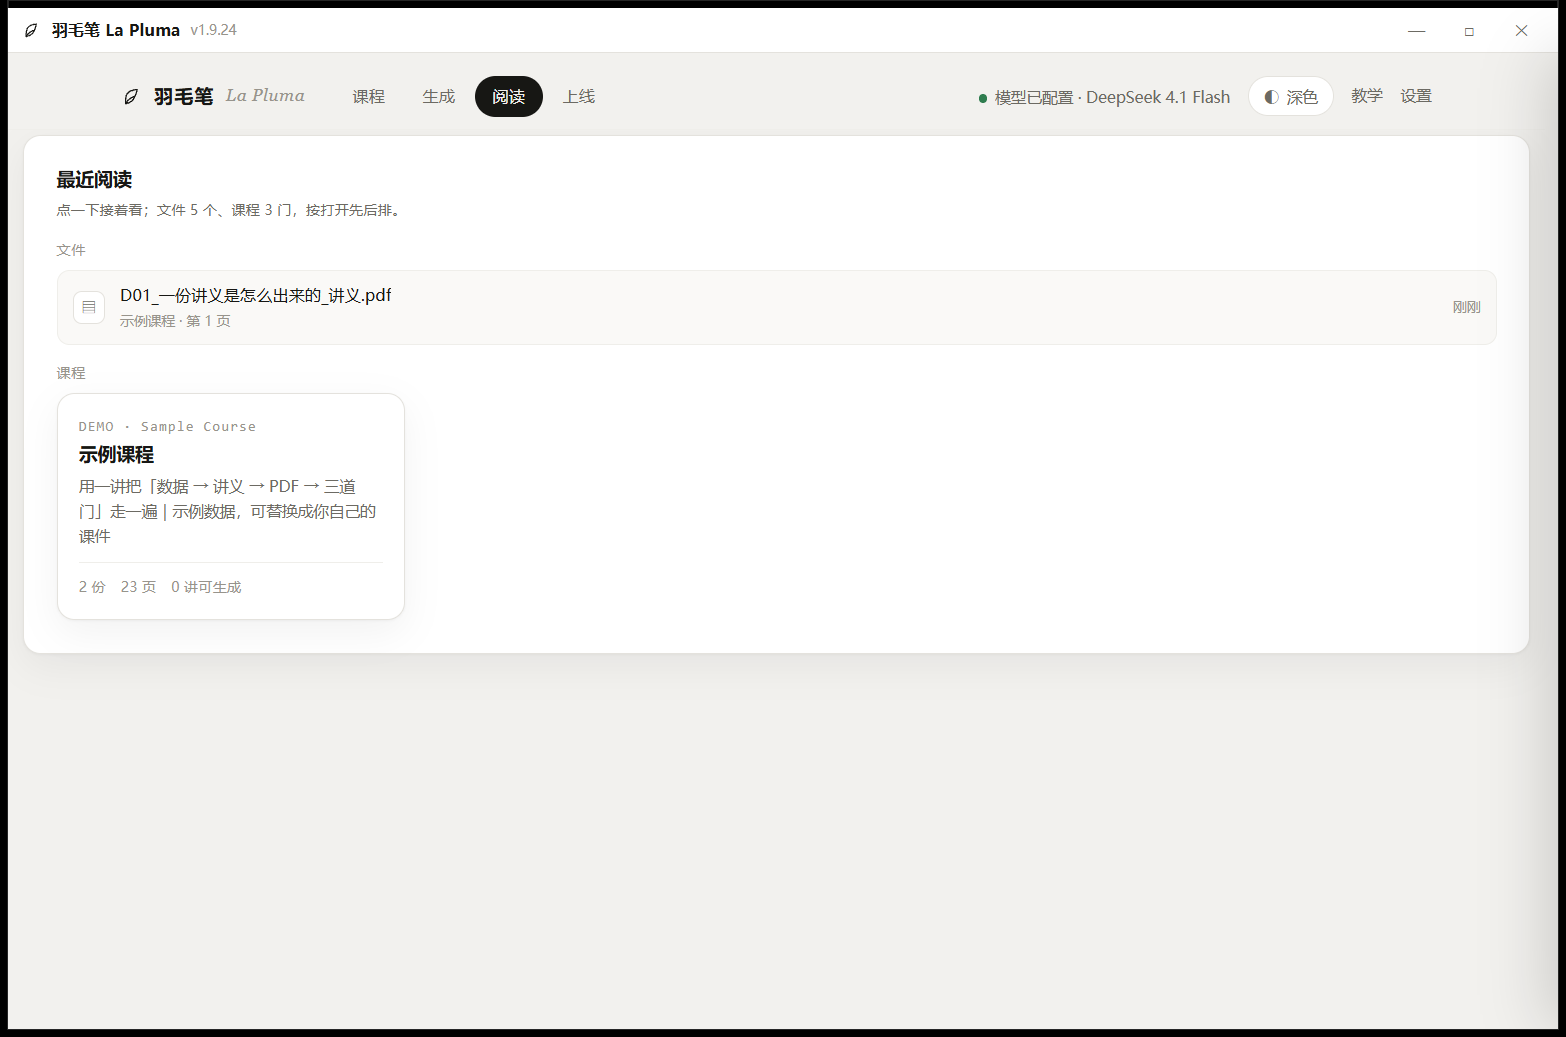 羽毛笔 La Pluma v1.9.24
羽毛笔 La Pluma 课程 生成 阅读 上线 模型已配置 · DeepSeek 4.1 Flash 深色 教学 设置
最近阅读
点一下接着看；文件 5 个、课程 3 门，按打开先后排。
文件
D01_一份讲义是怎么出来的_讲义.pdf
示例课程 · 第 1 页
刚刚
课程
DEMO · Sample Course
示例课程
用一讲把「数据 → 讲义 → PDF → 三道
门」走一遍 | 示例数据，可替换成你自己的
课件
2 份 23 页 0 讲可生成